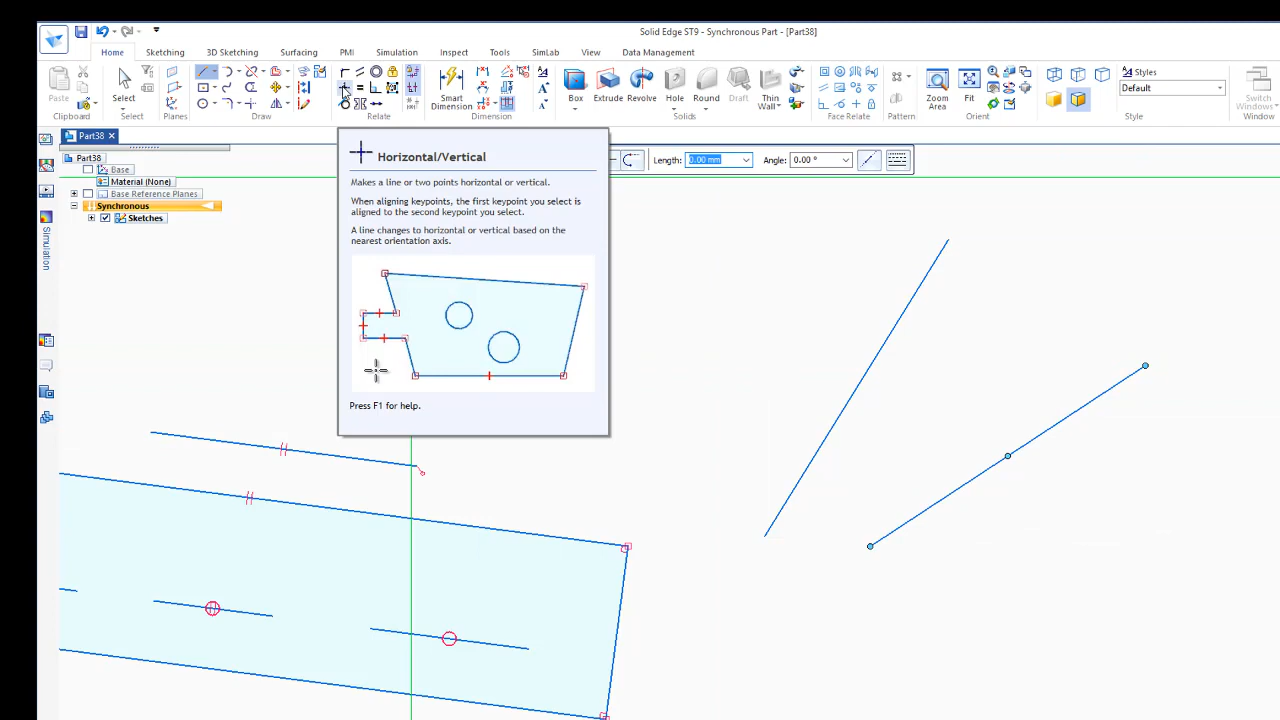 Solid Edge ST9 - Synchronous Part - [Part38]
Home
Sketching
3D Sketching
Surfacing
PMI
Simulation
Inspect
Tools
SimLab
View
Data Management
Paste
Select
Smart
Dimension
Box
Extrude
Revolve
Hole
Round
Draft
Thin
Wall
Zoom
Area
Fit
Styles
Default
Switch
Windows
Clipboard
Select
Planes
Draw
Relate
Dimension
Solids
Face Relate
Pattern
Orient
Style
Window
Part38
Length:
0.00 mm
Angle:
0.00 °
Part38
Base
Material (None)
Base Reference Planes
Synchronous
Sketches
Simulation
Horizontal/Vertical
Makes a line or two points horizontal or vertical.
When aligning keypoints, the first keypoint you select is
aligned to the second keypoint you select.
A line changes to horizontal or vertical based on the
nearest orientation axis.
Press F1 for help.